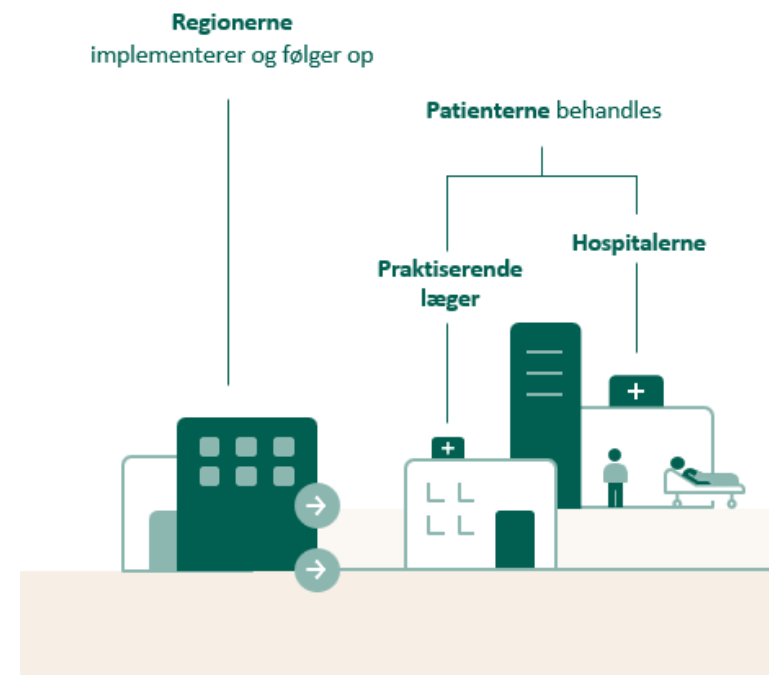 Regionerne
implementerer og følger op
Patienterne behandles
Hospitalerne
Praktiserende
læger